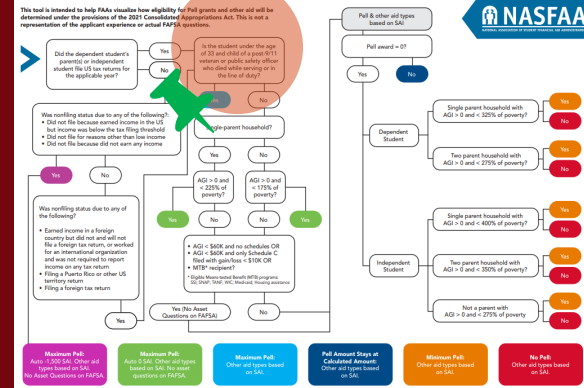 This tool is intended to help FAAs visualize how eligibility for Pell grants and other aid will be
determined under the provisions of the 2021 Consolidated Appropriations Act. This is not a
representation of the applicant experience or actual FAFSA questions.
Did the dependent student's
parent(s) or independent
student file US tax returns for
the applicable year?
Yes
No
Is the student under the age
of 33 and child of a post-9/11
veteran or public safety officer
who died while serving or in
the line of duty?
Yes
No
Was nonfiling status due to any of the following?:
• Did not file because earned income in the US
but income was below the tax filing threshold
• Did not file for reasons other than low income
• Did not file because did not earn any income
Yes
No
Was nonfiling status due to any of
the following?
• Earned income in a foreign
country but did not and will not
file a foreign tax return, or worked
for an international organization
and was not required to report
income on any tax return
• Filing a Puerto Rico or other US
territory return
• Filing a foreign tax return
Yes
Single-parent household?
Yes
No
AGI > 0 and
< 225% of
poverty?
AGI > 0 and
< 175% of
poverty?
Yes
No
No
Yes
• AGI < $60K and no schedules OR
• AGI < $60K and only Schedule C
filed with gain/loss < $10K OR
• MTB* recipient?
* Eligible Means-tested Benefit (MTB) programs:
SSI; SNAP; TANF; WIC; Medicaid; Housing assistance
Yes (No Asset
Questions on FAFSA)
No
Pell & other aid types
based on SAI
Pell award = 0?
Yes
No
NASFAA
NATIONAL ASSOCIATION OF STUDENT FINANCIAL AID ADMINISTRATORS
Dependent
Student
Single parent household with
AGI > 0 and < 325% of poverty?
Yes
No
Two parent household with
AGI > 0 and < 275% of poverty?
Yes
No
Independent
Student
Single parent household with
AGI > 0 and < 400% of poverty?
Yes
No
Two parent household with
AGI > 0 and < 350% of poverty?
Yes
No
Not a parent with
AGI > 0 and < 275% of poverty
Yes
No
Maximum Pell:
Auto -1,500 SAI. Other aid
types based on SAI.
No Asset Questions on FAFSA.
Maximum Pell:
Auto 0 SAI. Other aid types
based on SAI. No asset
questions on FAFSA.
Maximum Pell:
Other aid types based
on SAI.
Pell Amount Stays at
Calculated Amount:
Other aid types based
on SAI.
Minimum Pell:
Other aid types based
on SAI.
No Pell:
Other aid types based
on SAI.